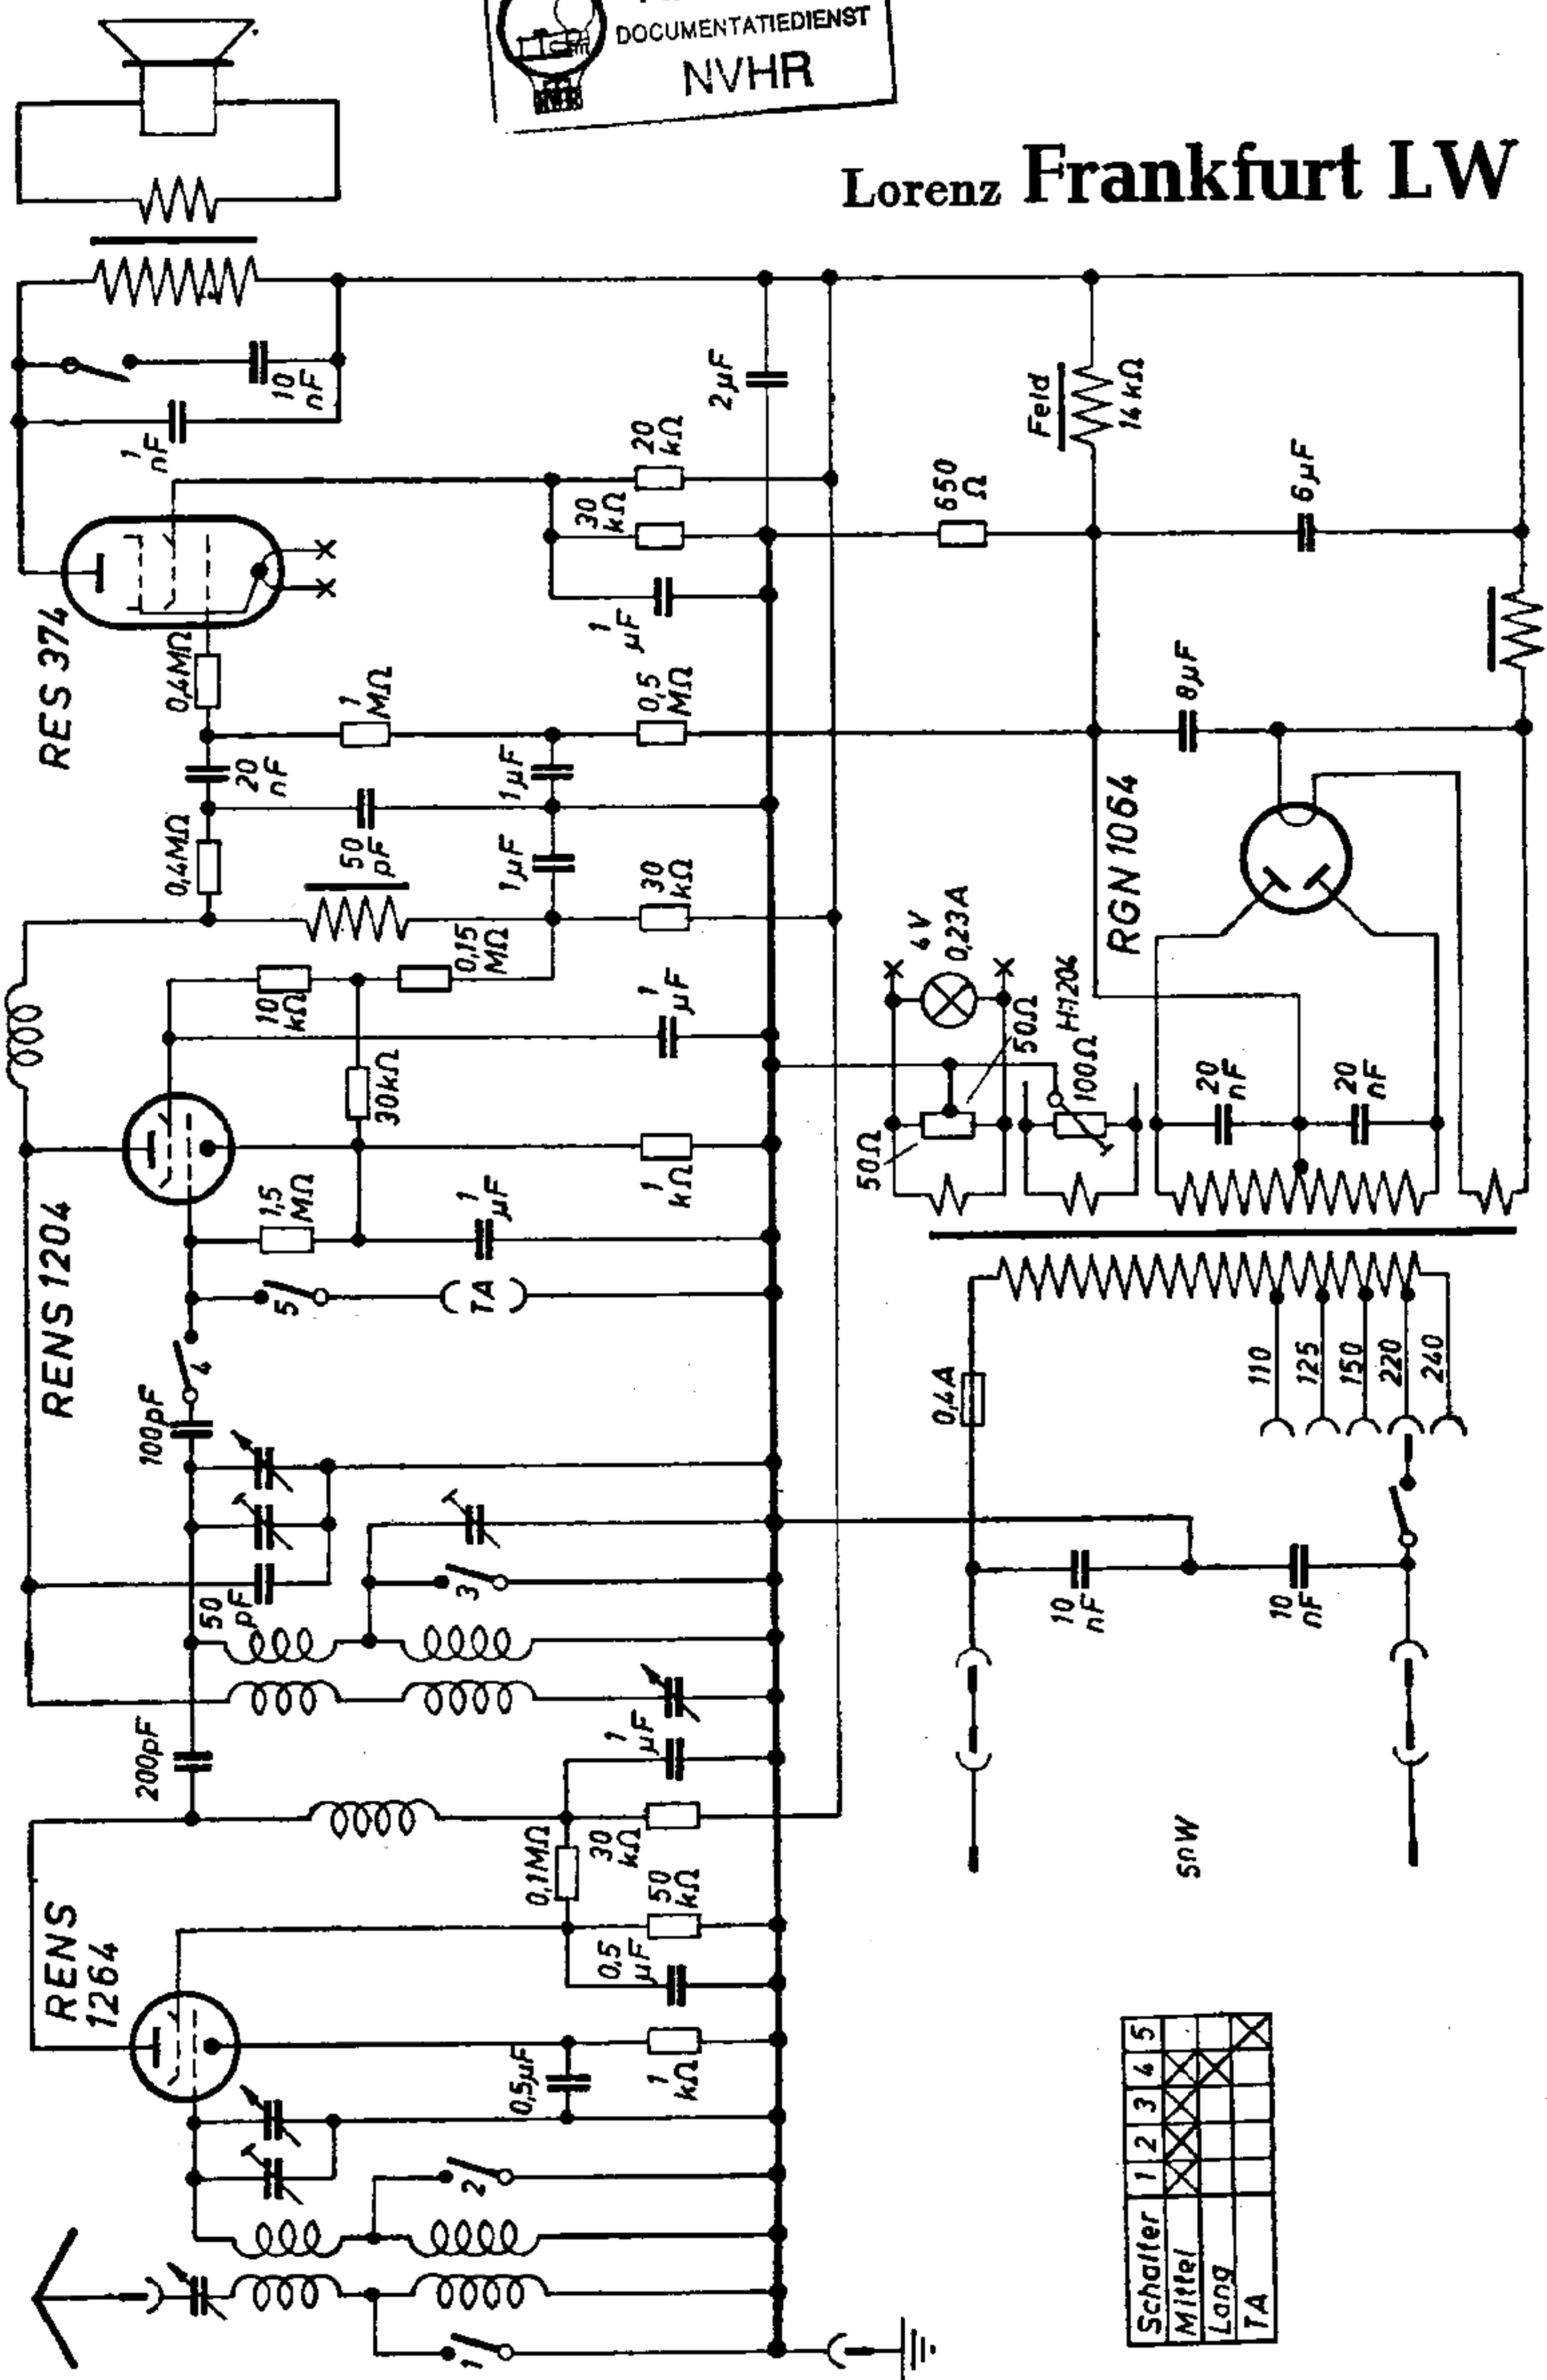 DOCUMENTATIEDIENST
NVHR
Lorenz Frankfurt LW
10
nF
1
nF
2µF
20
kΩ
30
kΩ
Feld
14 kΩ
650
Ω
6µF
RES 374
1
µF
0,4MΩ
1
MΩ
0,5
MΩ
8µF
20
nF
1µF
0,4MΩ
50
pF
1µF
30
kΩ
RGN 1064
0,15
MΩ
10
kΩ
1
µF
4V
0,23A
50Ω
H-1204
100Ω
50Ω
20
nF
20
nF
30kΩ
RENS 1204
1,5
MΩ
1
µF
1
kΩ
5
TA
4
100pF
0,4A
110
125
150
220
240
50
pF
3
10
nF
10
nF
200pF
1
µF
30
kΩ
0,1MΩ
50
kΩ
0,5
µF
RENS
1264
0,5µF
1
kΩ
2
1
SnW
Schalter 1 2 3 4 5
Mittel
Lang
TA